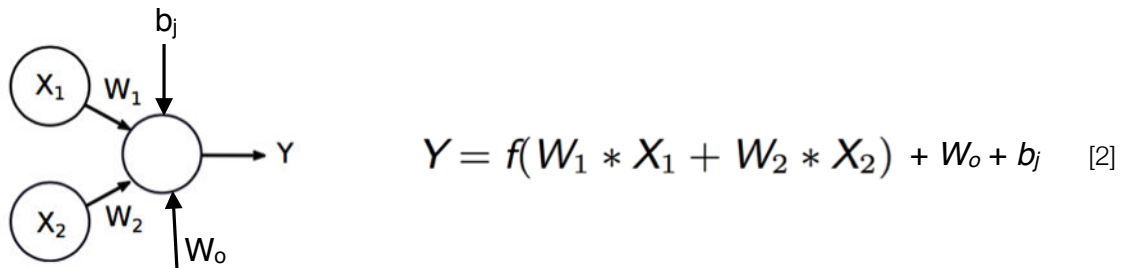 bj
X1
W1
Y
X2
W2
Wo
Y = f(W1 * X1 + W2 * X2) + Wo + bj [2]